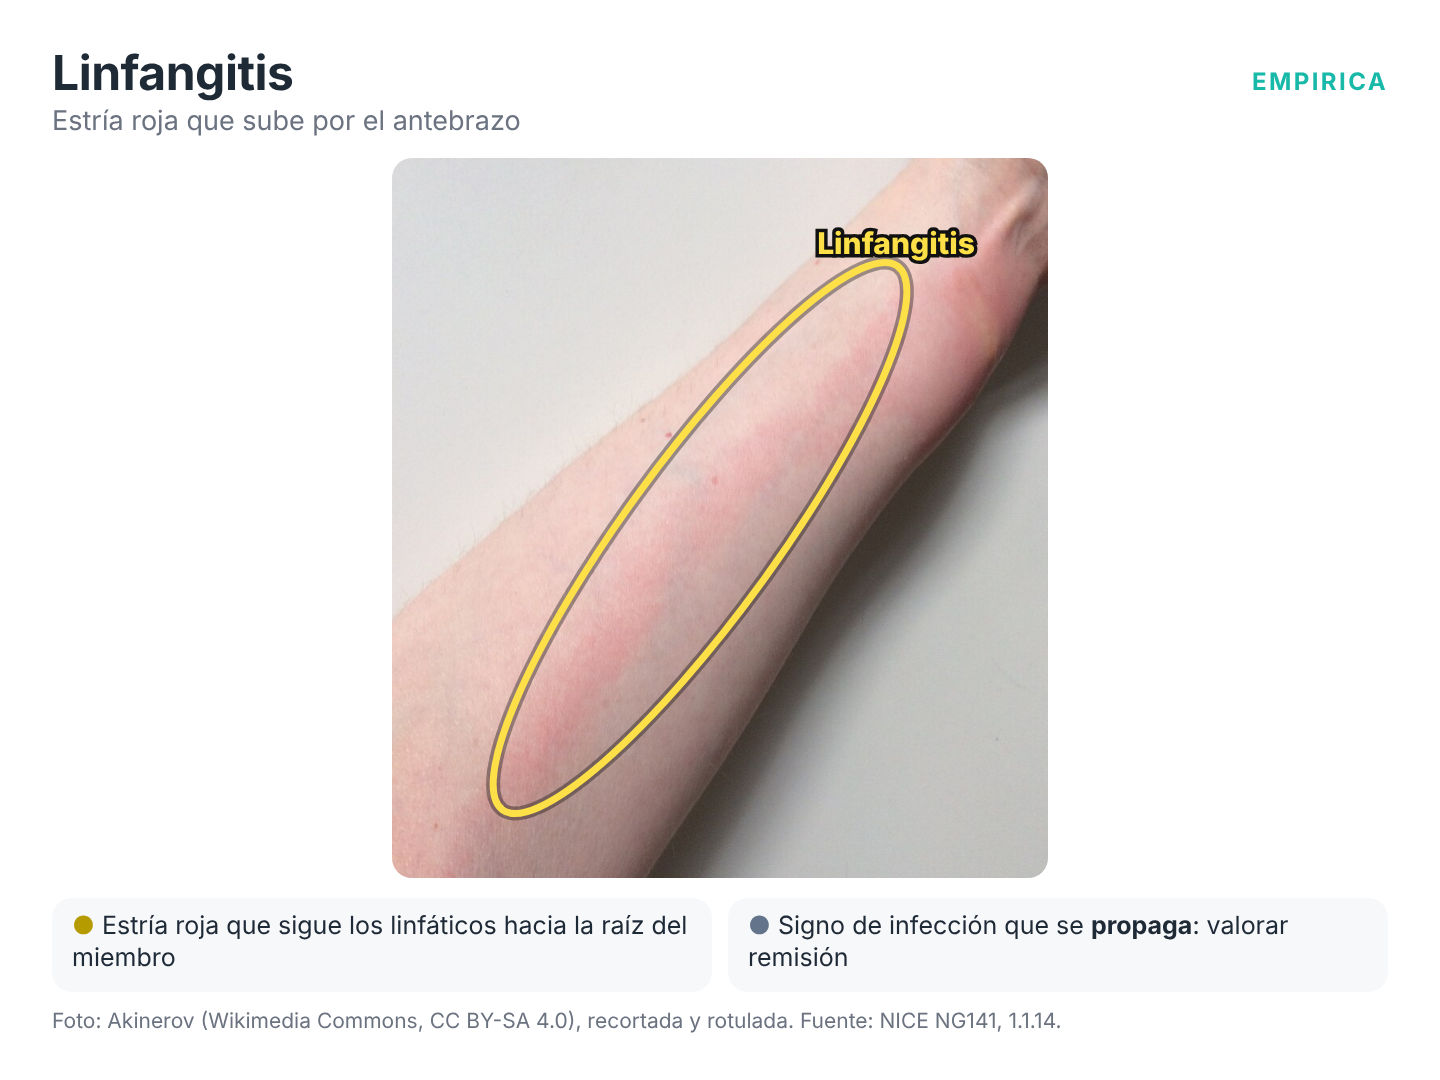 Linfangitis
EMPIRICA
Estría roja que sube por el antebrazo
Linfangitis
Estría roja que sigue los linfáticos hacia la raíz del
miembro
Signo de infección que se propaga: valorar
remisión
Foto: Akinerov (Wikimedia Commons, CC BY-SA 4.0), recortada y rotulada. Fuente: NICE NG141, 1.1.14.